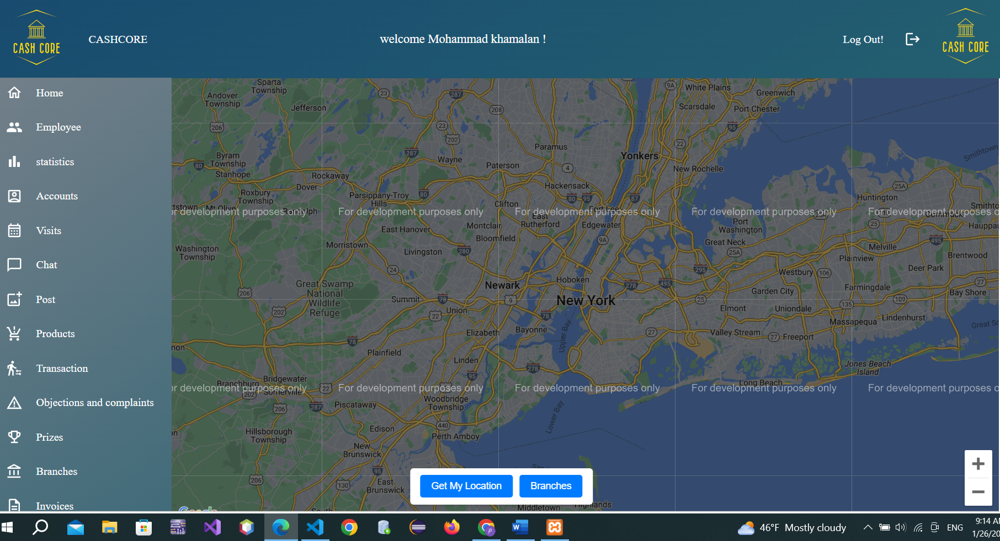 CASH CORE
CASHCORE
welcome Mohammad khamalan !
Log Out!
CASH CORE
Home
Employee
statistics
Accounts
Visits
Chat
Post
Products
Transaction
Objections and complaints
Prizes
Branches
Invoices
Sparta
Township
Andover
Township
Jefferson
23
287
208
9A
White Plains
Greenwich
Scarsdale
Port Chester
206
23
202
95
22
Paramus
Yonkers
Smithtown
Byram
Township
80
Stanhope
287
Wayne
Paterson
4
New Rochelle
Rockaway
Dover
Hackensack
Roxbury
Township
Parsippany-Troy
Hills
80
80
95
87
25A
Huntington
Clifton
Fort Lee
Mt Olive
Randolph
For development purposes only
For development purposes only
For development purposes only
For development purposes only
East
Rutherford
Edgewater
Port
Washington
Commack
25
East Hanover
Montclair
Bloomfield
9A
Great Neck
25A
Melville
495
Morristown
Washington
Township
Livingston
280
Plainview
Brentwood
24
295
Westbury
106
Deer Park
Great Swamp
National
Wildlife
Refuge
Newark
Hoboken
278
495
Garden City
Farmingdale
27
Bay Shore
206
Summit
78
9
New York
25
Elmont
Uniondale
135
109
202
22
Union
78
Massapequa
Lindenhurst
Elizabeth
Bayonne
Upper Bay
27
Valley Stream
27
Freeport
78
Plainfield
Linden
278
95
Jones Beach
Island
Branchburg
Bridgewater
Somerville
202
22
Long Beach
For development purposes only
For development purposes only
For development purposes only
For development purposes only
206
287
Piscataway
Woodbridge
Township
Lower Bay
Hillsborough
Township
Edison
440
Perth Amboy
New
Brunswick
95
206
130
East
Brunswick
Get My Location
Branches
Middletown
Highlands
Google
46°F Mostly cloudy
ENG
9:14
1/26/20